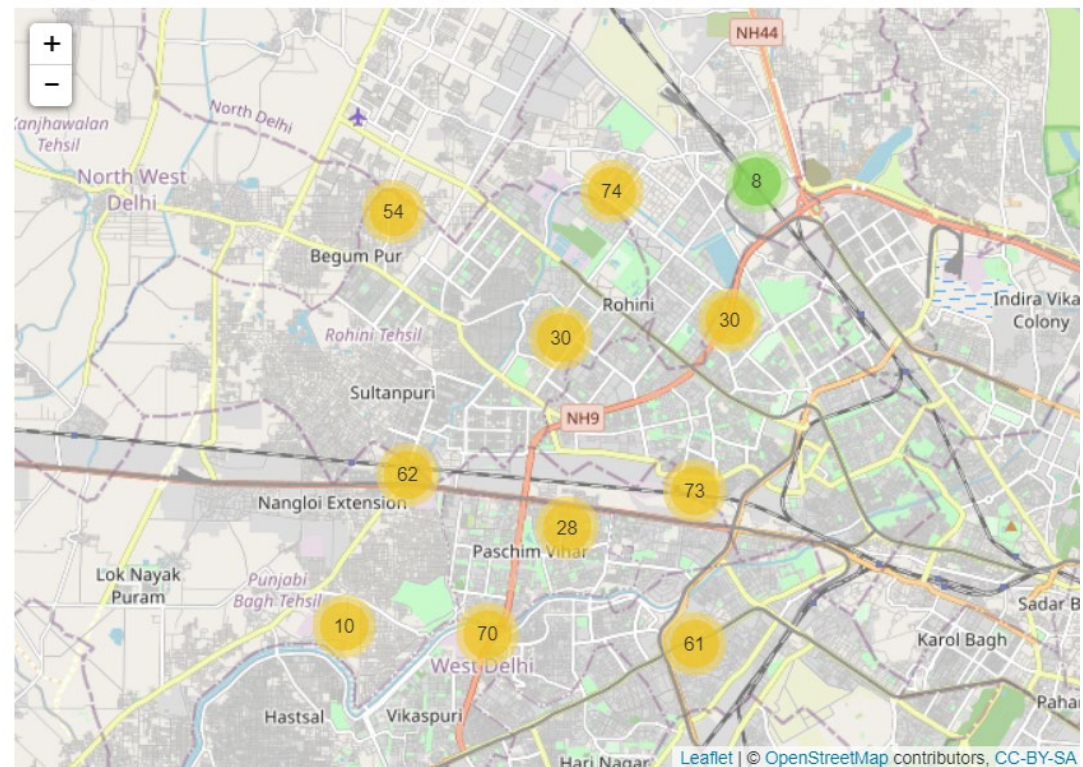 +
−
NH44
North Delhi
Kanjhawalan
Tehsil
North West
Delhi
8
74
54
Begum Pur
Rohini
Indira Vika
Colony
30
30
Rohini Tehsil
Sultanpuri
NH9
62
73
Nangloi Extension
28
Paschim Vihar
Lok Nayak
Puram
Punjabi
Bagh Tehsil
Sadar B
10
70
61
Karol Bagh
West Delhi
Hastsal
Vikaspuri
Pahar
Hari Nagar
Leaflet | © OpenStreetMap contributors, CC-BY-SA